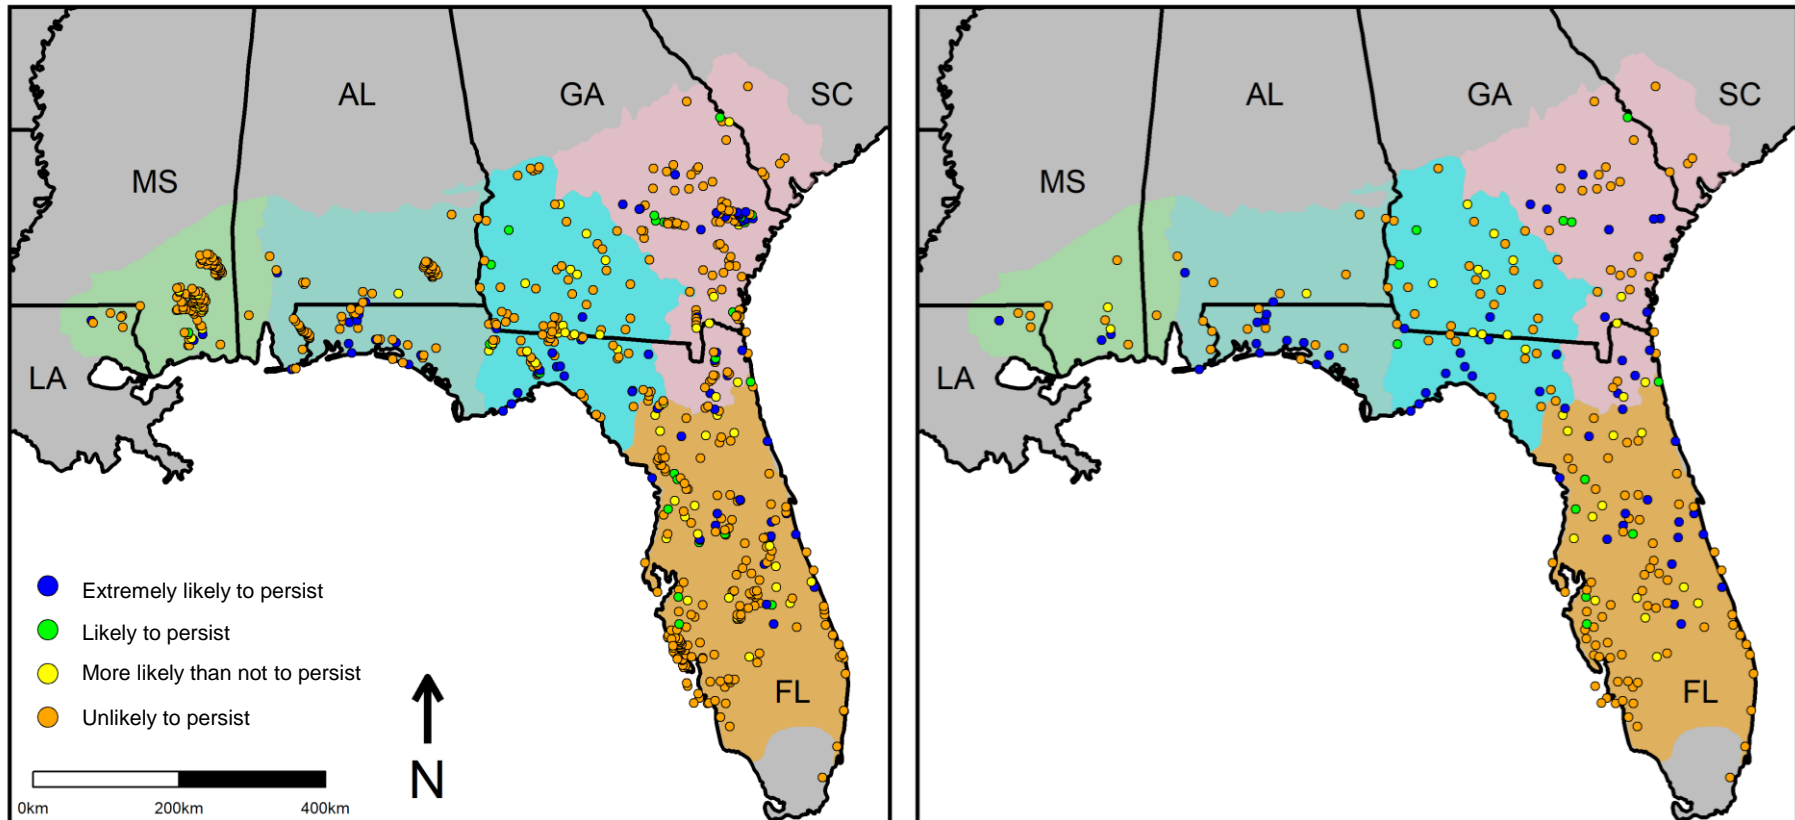 AL
GA
SC
MS
LA
FL
Extremely likely to persist
Likely to persist
More likely than not to persist
Unlikely to persist
N
0km
200km
400km
AL
GA
SC
MS
LA
FL